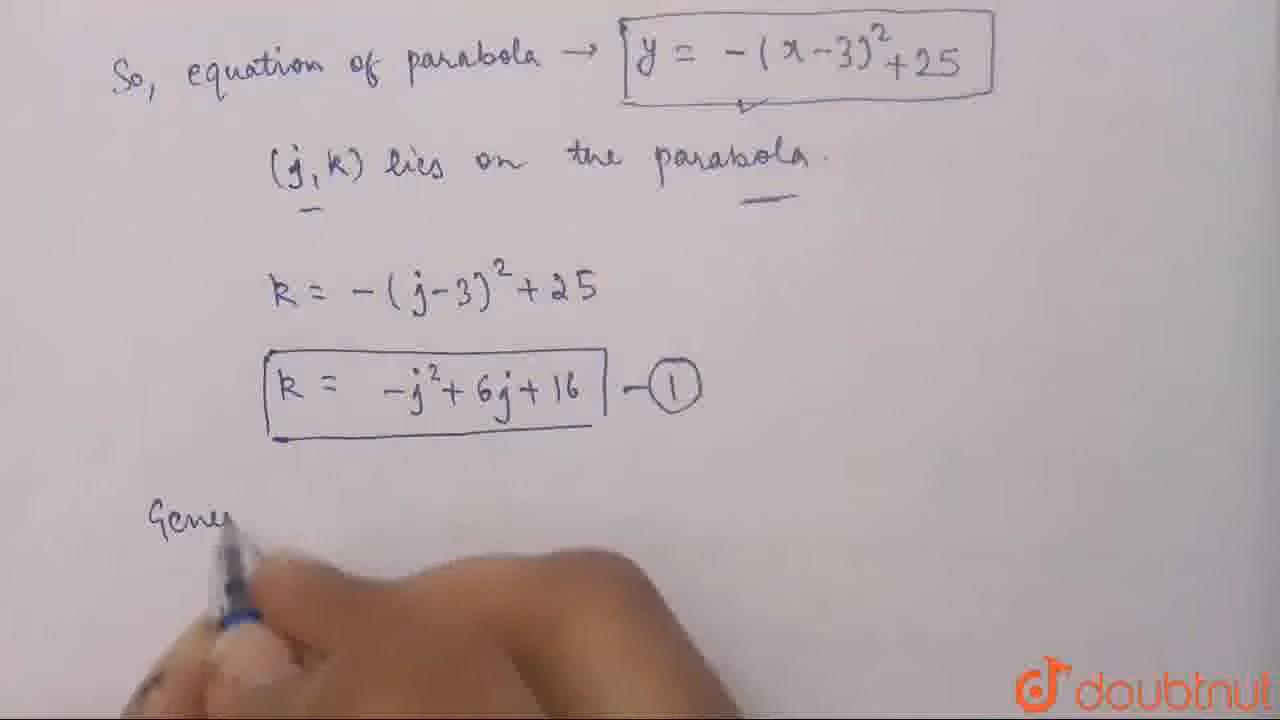 So, equation of parabola → y = -(x-3)²+25
(j,k) lies on the parabola.
k = -(j-3)²+25
k = -j²+6j+16 -①
Gene
doubtnut